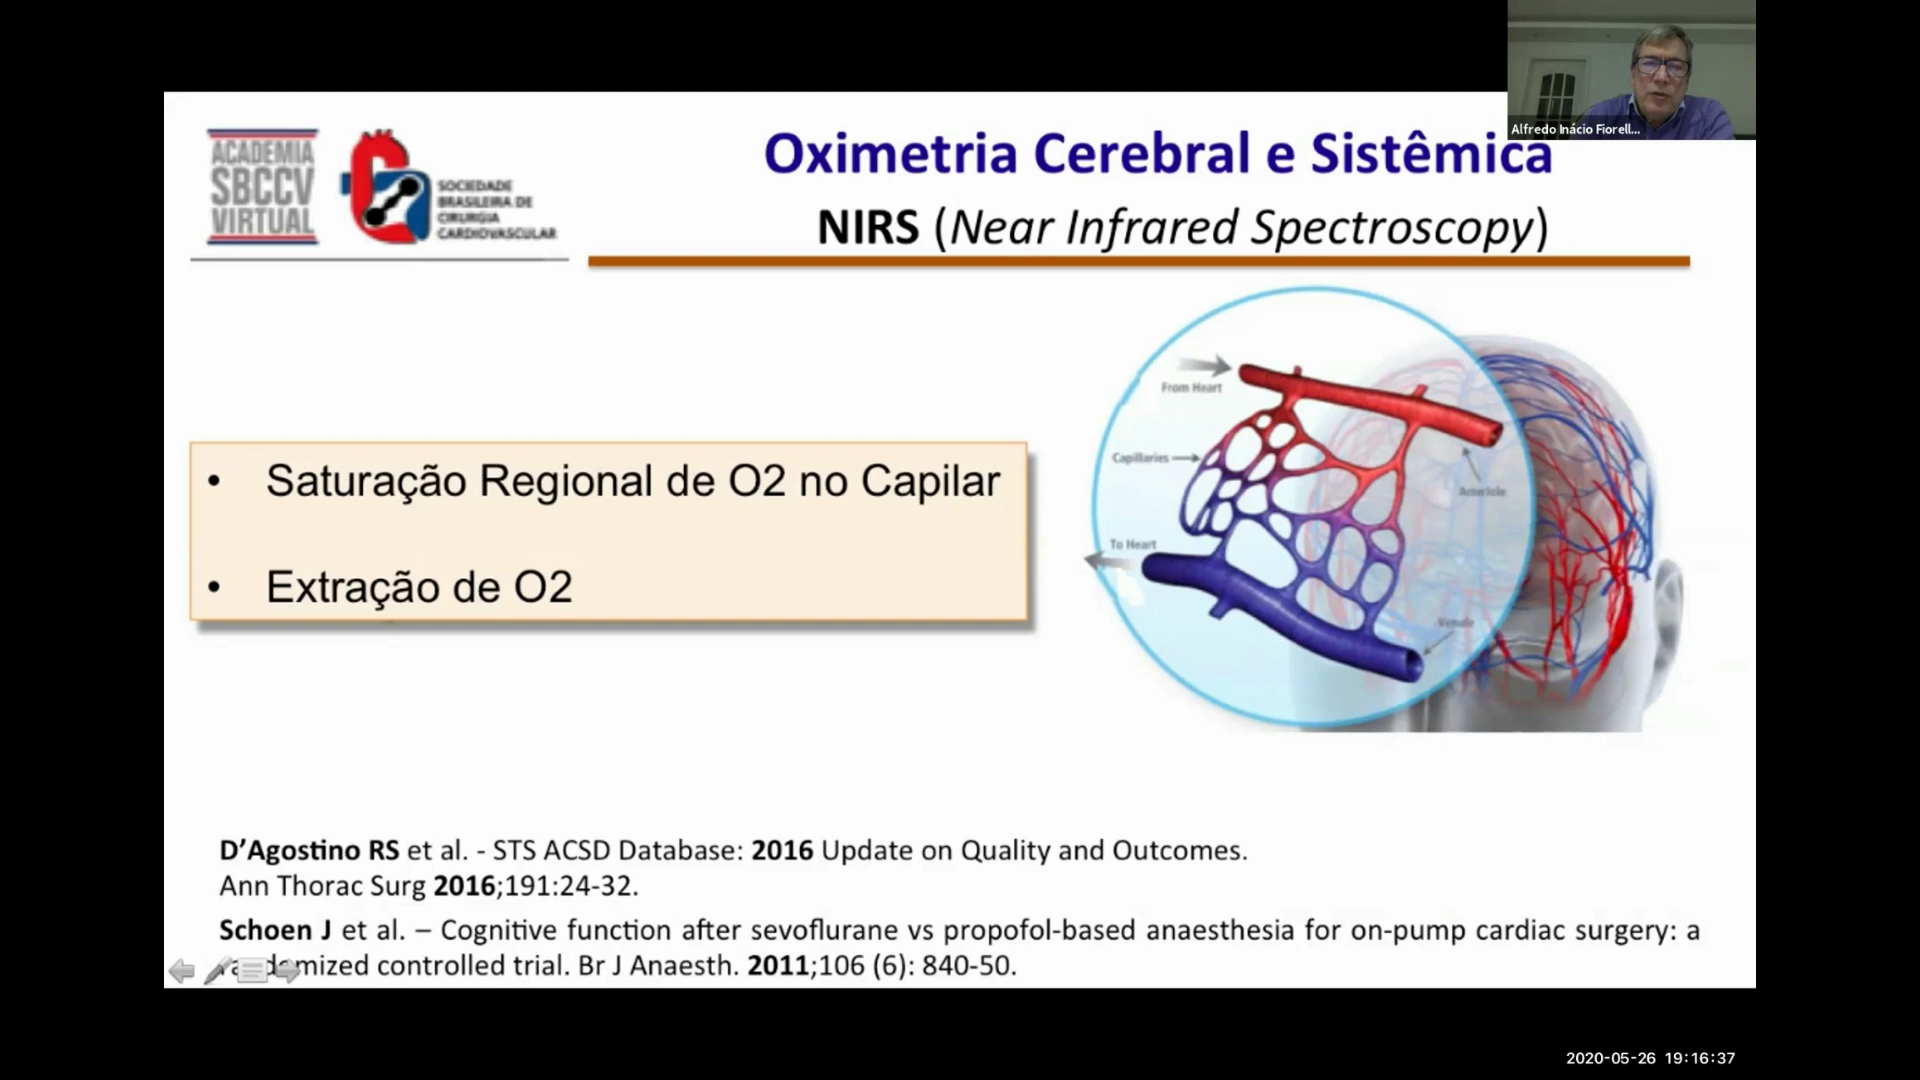 Alfredo Inácio Fiorell...
ACADEMIA
SBCCV
VIRTUAL
SOCIEDADE
BRASILEIRA DE
CIRURGIA
CARDIOVASCULAR
Oximetria Cerebral e Sistêmica
NIRS (Near Infrared Spectroscopy)
• Saturação Regional de O2 no Capilar
• Extração de O2
From Heart
Capillaries
Arteriole
To Heart
Venule
D'Agostino RS et al. - STS ACSD Database: 2016 Update on Quality and Outcomes.
Ann Thorac Surg 2016;191:24-32.
Schoen J et al. – Cognitive function after sevoflurane vs propofol-based anaesthesia for on-pump cardiac surgery: a
randomized controlled trial. Br J Anaesth. 2011;106 (6): 840-50.
2020-05-26 19:16:37